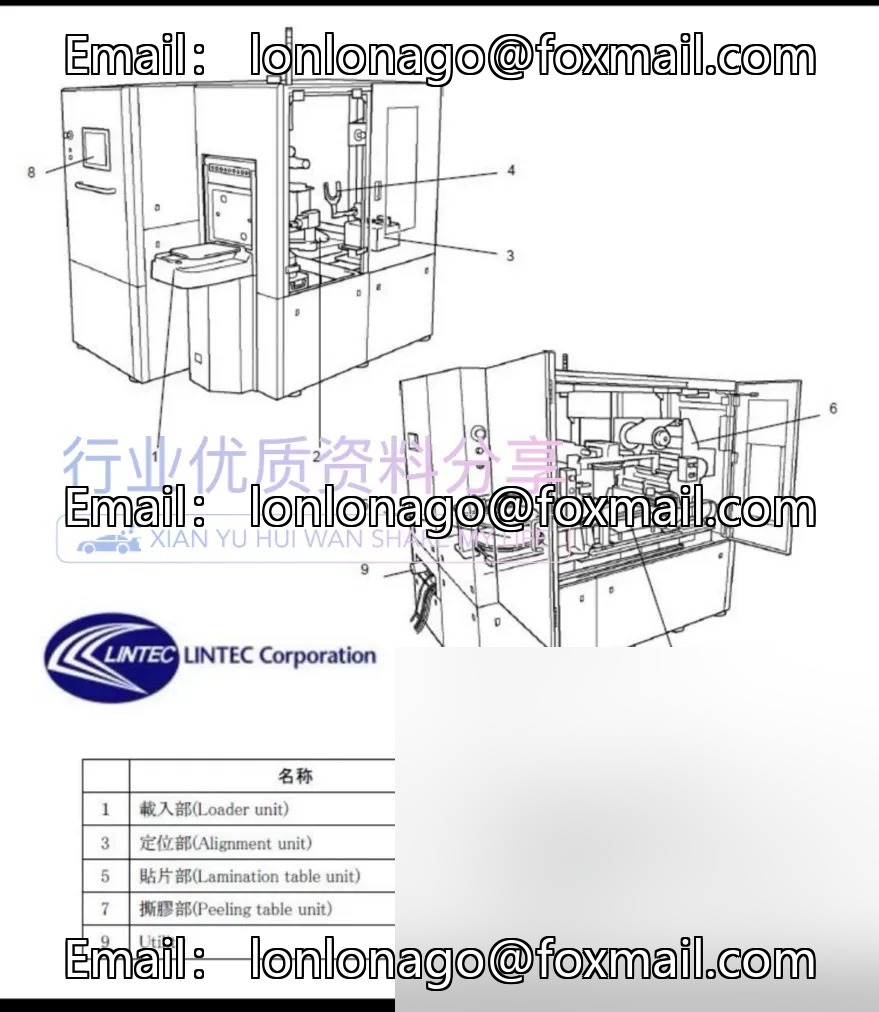 Email： lonlonago@foxmail.com
8
4
3
6
1
2
行业优质资料分享
Email： lonlonago@foxmail.com
XIAN YU HUI WAN SHARE MY LIFE
9
LINTEC LINTEC Corporation
名称
1 載入部(Loader unit)
3 定位部(Alignment unit)
5 貼片部(Lamination table unit)
7 撕膠部(Peeling table unit)
9
Email： lonlonago@foxmail.com